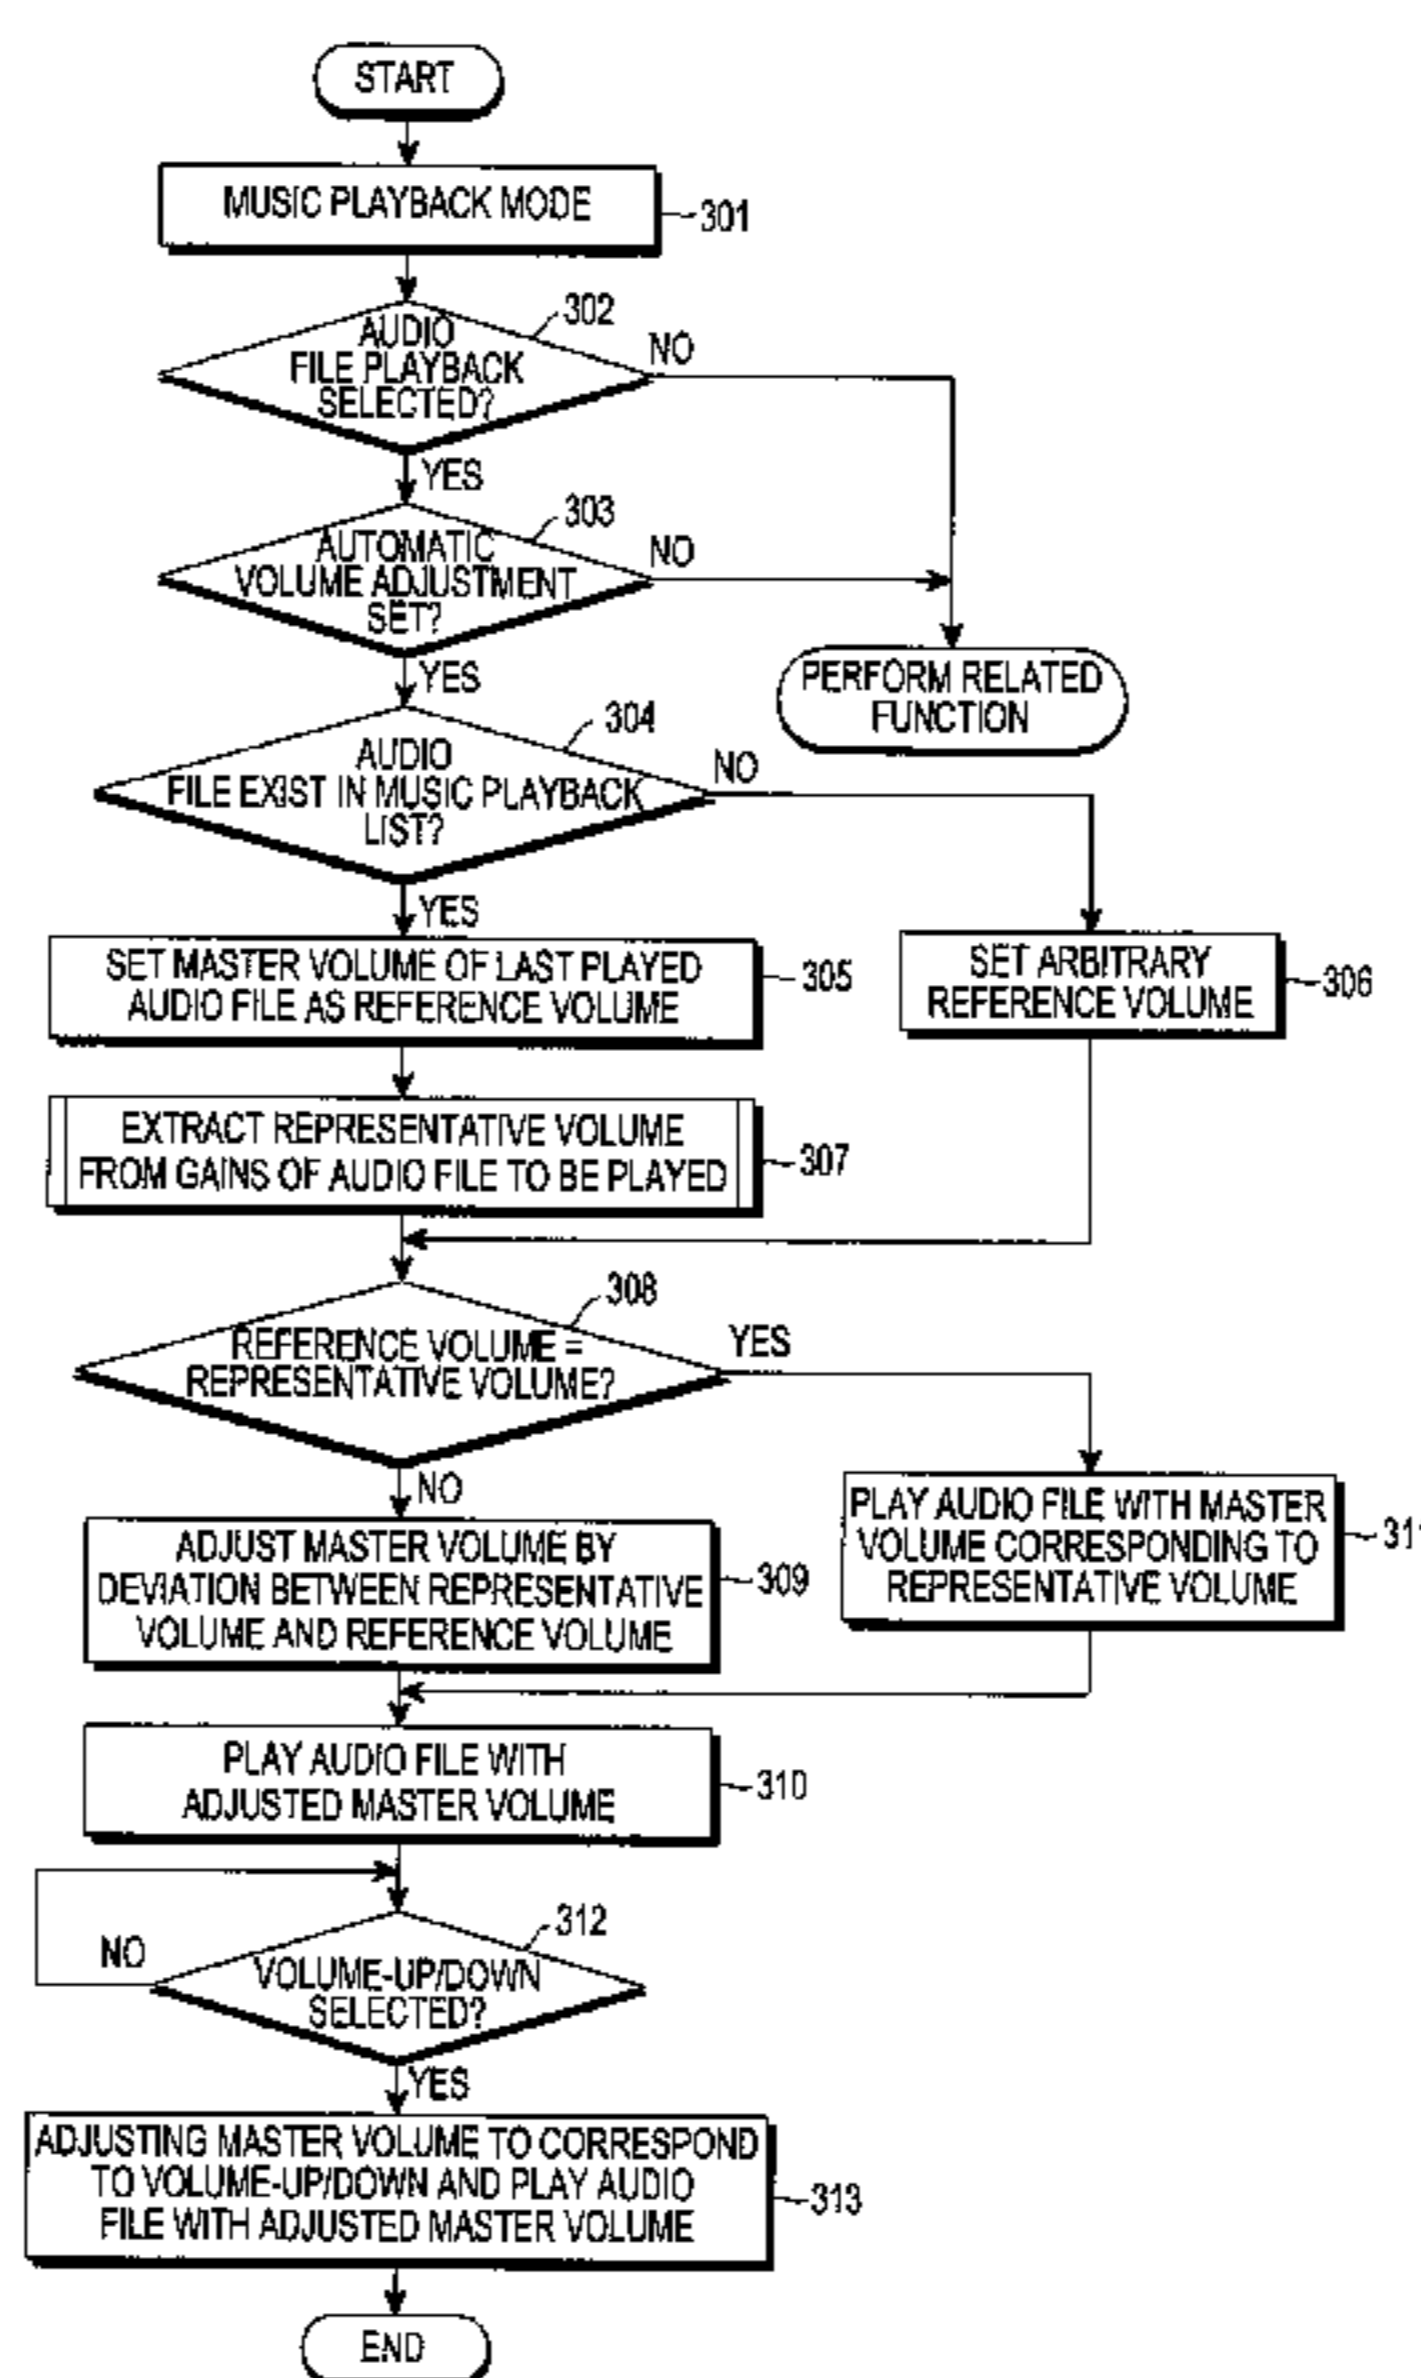 START
MUSIC PLAYBACK MODE
301
302
AUDIO
FILE PLAYBACK
SELECTED?
NO
YES
303
AUTOMATIC
VOLUME ADJUSTMENT
SET?
NO
YES
PERFORM RELATED
FUNCTION
304
AUDIO
FILE EXIST IN MUSIC PLAYBACK
LIST?
NO
YES
SET MASTER VOLUME OF LAST PLAYED
AUDIO FILE AS REFERENCE VOLUME
305
SET ARBITRARY
REFERENCE VOLUME
306
EXTRACT REPRESENTATIVE VOLUME
FROM GAINS OF AUDIO FILE TO BE PLAYED
307
308
REFERENCE VOLUME =
REPRESENTATIVE VOLUME?
YES
NO
ADJUST MASTER VOLUME BY
DEVIATION BETWEEN REPRESENTATIVE
VOLUME AND REFERENCE VOLUME
309
PLAY AUDIO FILE WITH MASTER
VOLUME CORRESPONDING TO
REPRESENTATIVE VOLUME
311
PLAY AUDIO FILE WITH
ADJUSTED MASTER VOLUME
310
312
NO
VOLUME-UP/DOWN
SELECTED?
YES
ADJUSTING MASTER VOLUME TO CORRESPOND
TO VOLUME-UP/DOWN AND PLAY AUDIO
FILE WITH ADJUSTED MASTER VOLUME
313
END